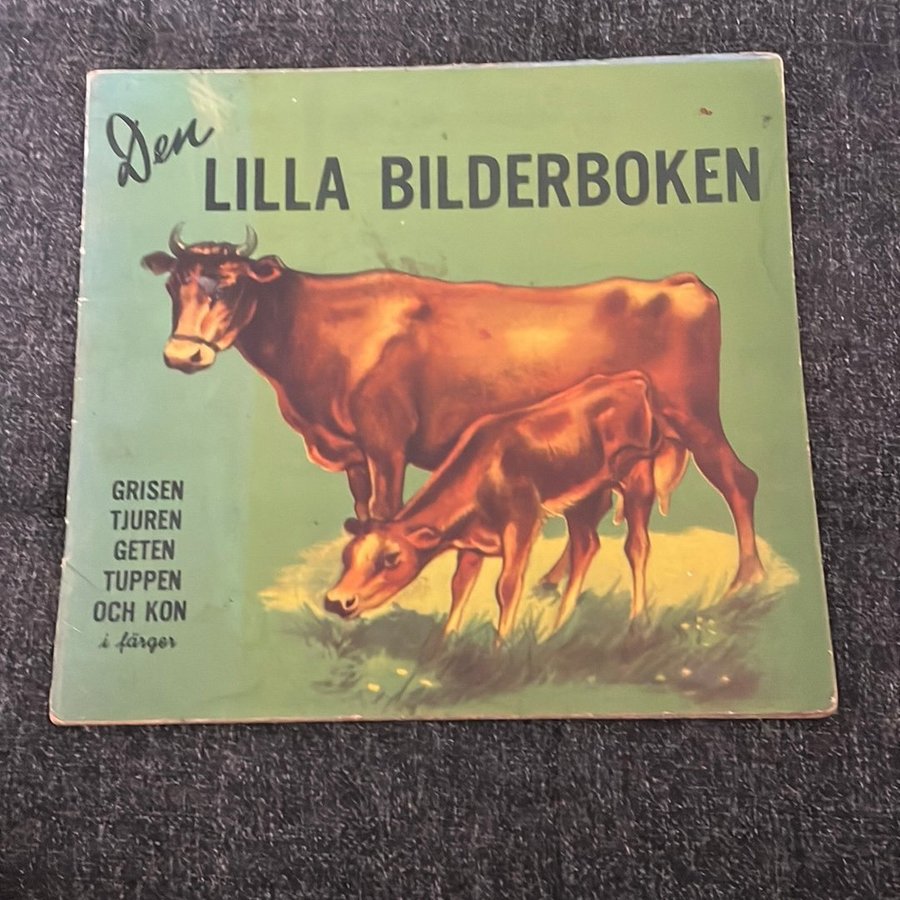 Den
LILLA BILDERBOKEN
GRISEN
TJUREN
GETEN
TUPPEN
OCH KON
i färger